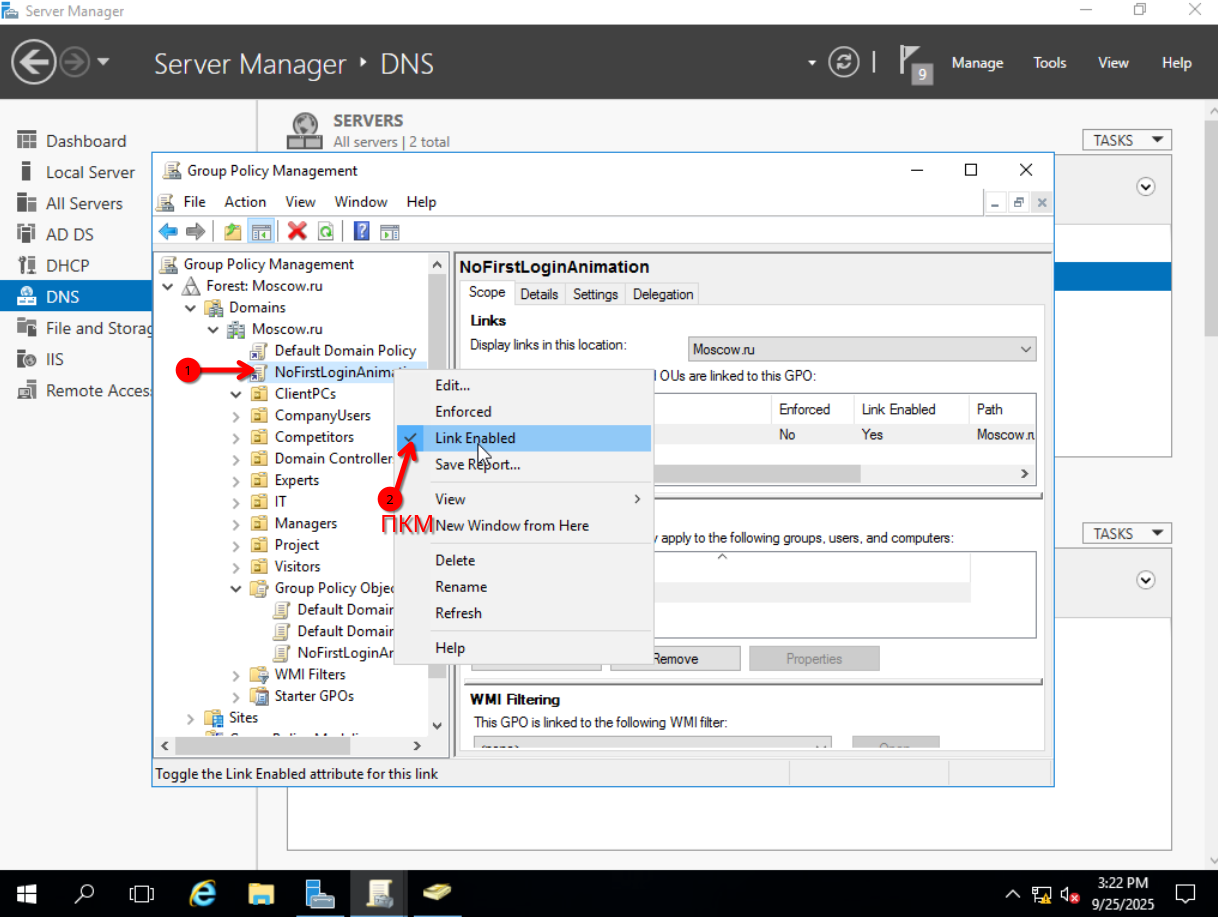 Server Manager
Server Manager ‣ DNS
9
Manage
Tools
View
Help
Dashboard
Local Server
All Servers
AD DS
DHCP
DNS
File and Storag
IIS
Remote Acces
SERVERS
All servers | 2 total
TASKS
TASKS
Group Policy Management
File Action View Window Help
Group Policy Management
Forest: Moscow.ru
Domains
Moscow.ru
Default Domain Policy
1
NoFirstLoginAnimati
ClientPCs
CompanyUsers
Competitors
Domain Controller
Experts
IT
Managers
Project
Visitors
Group Policy Objec
Default Domain
Default Domain
NoFirstLoginAn
WMI Filters
Starter GPOs
Sites
NoFirstLoginAnimation
Scope Details Settings Delegation
Links
Display links in this location:
Moscow.ru
OUs are linked to this GPO:
Enforced Link Enabled Path
No Yes Moscow.ru
y apply to the following groups, users, and computers:
Remove
Properties
WMI Filtering
This GPO is linked to the following WMI filter:
Edit...
Enforced
Link Enabled
Save Report...
View
New Window from Here
Delete
Rename
Refresh
Help
2
ПКМ
Toggle the Link Enabled attribute for this link
3:22 PM
9/25/2025